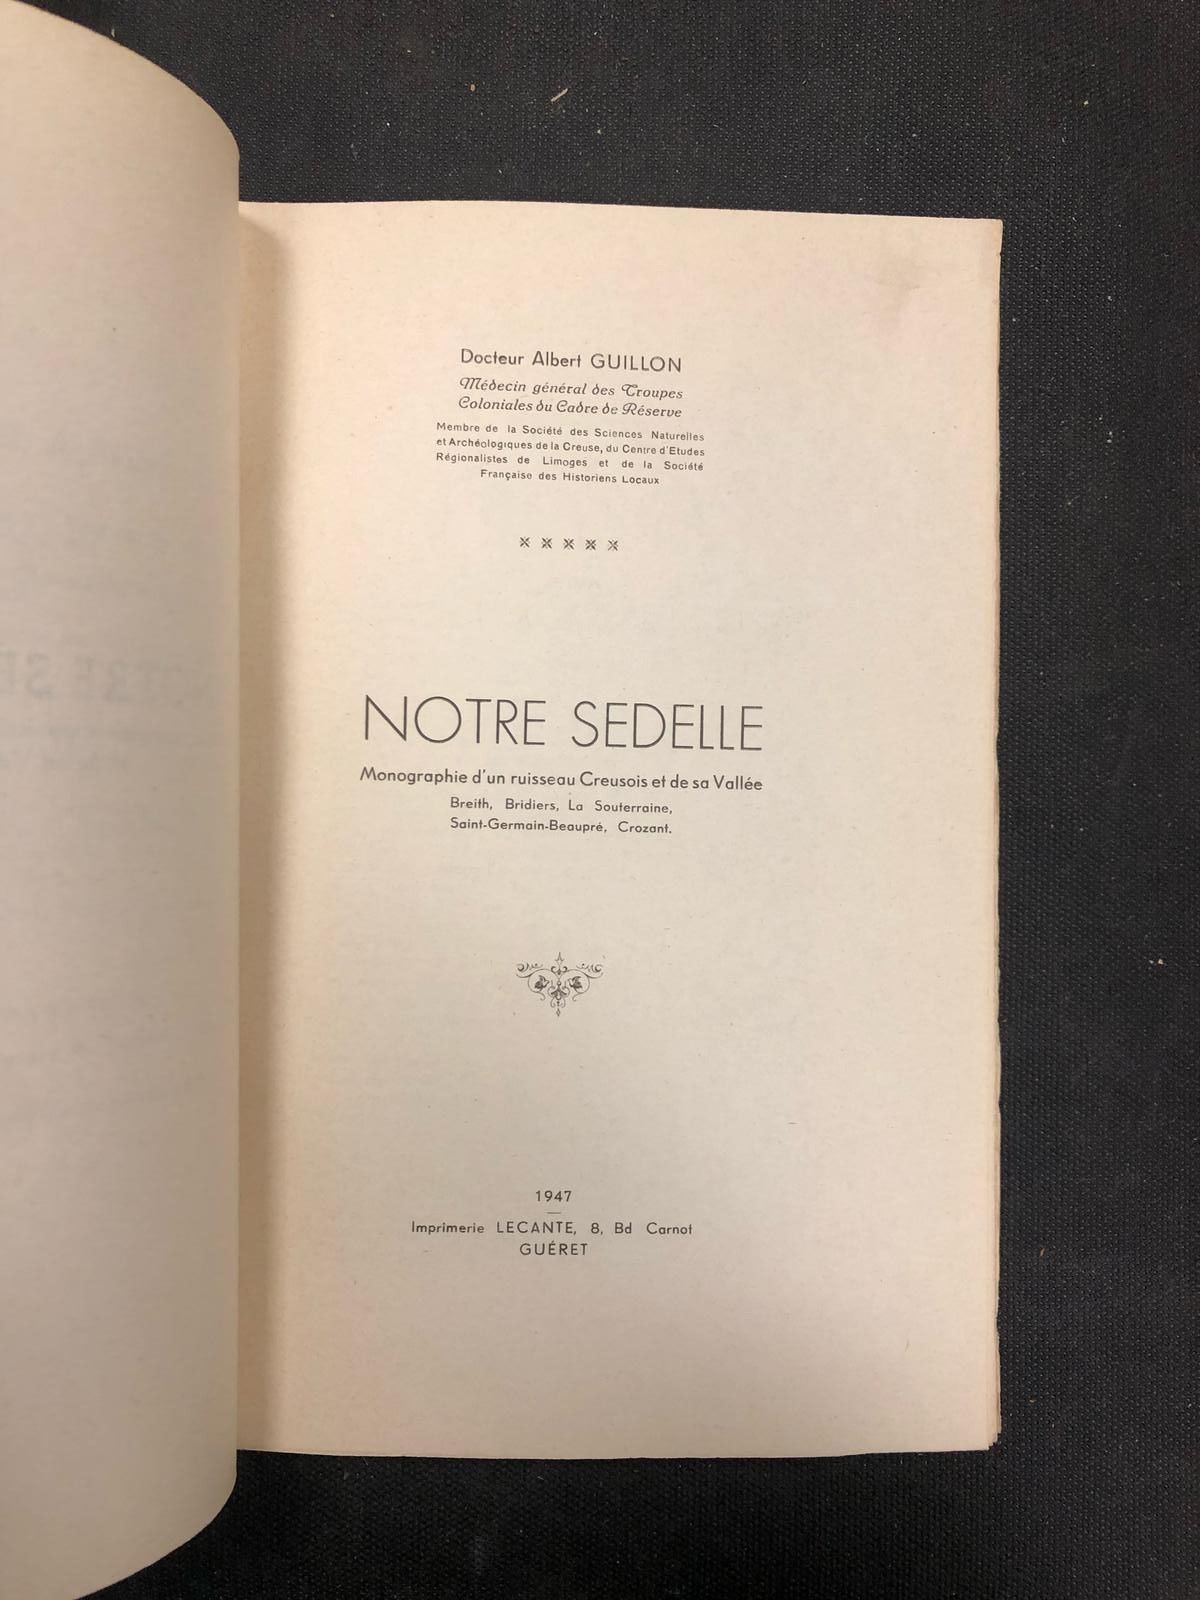 Docteur Albert GUILLON
Médecin général des Troupes
Coloniales du Cadre de Réserve
Membre de la Société des Sciences Naturelles
et Archéologiques de la Creuse, du Centre d'Etudes
Régionalistes de Limoges et de la Société
Française des Historiens Locaux
NOTRE SEDELLE
Monographie d'un ruisseau Creusois et de sa Vallée
Breith, Bridiers, La Souterraine,
Saint-Germain-Beaupré, Crozant.
1947
Imprimerie LECANTE, 8, Bd Carnot
GUÉRET